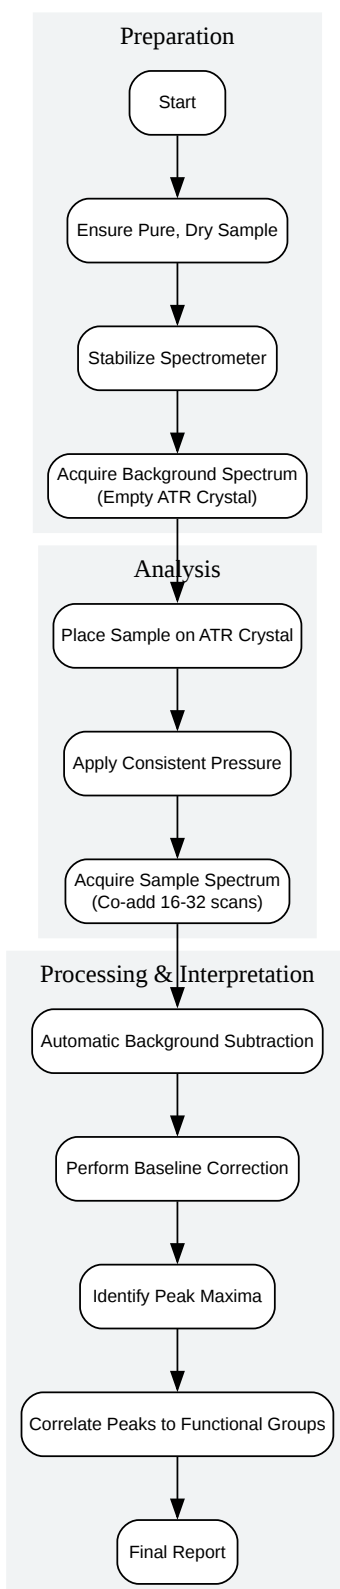 Preparation
Start
Ensure Pure, Dry Sample
Stabilize Spectrometer
Acquire Background Spectrum
(Empty ATR Crystal)
Analysis
Place Sample on ATR Crystal
Apply Consistent Pressure
Acquire Sample Spectrum
(Co-add 16-32 scans)
Processing & Interpretation
Automatic Background Subtraction
Perform Baseline Correction
Identify Peak Maxima
Correlate Peaks to Functional Groups
Final Report